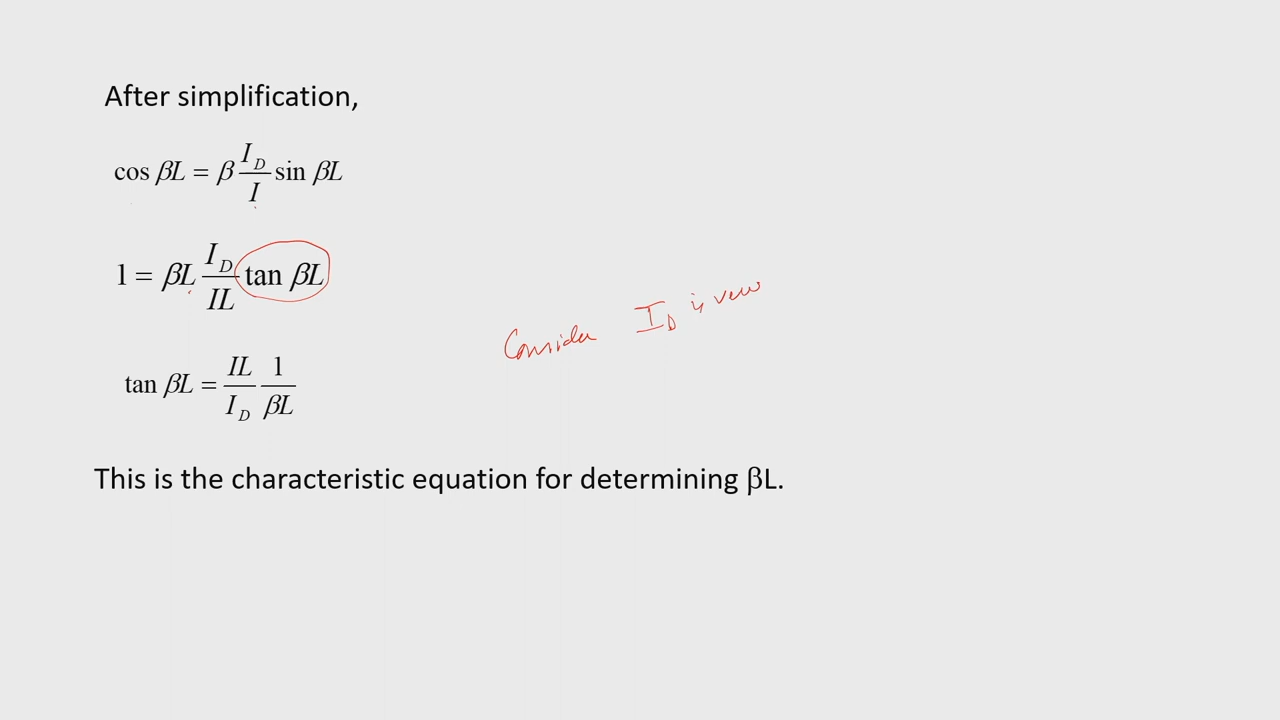 After simplification,
cos βL = β I_D/I sin βL
1 = βL I_D/IL tan βL
Consider I_D is very
tan βL = IL/I_D 1/βL
This is the characteristic equation for determining βL.